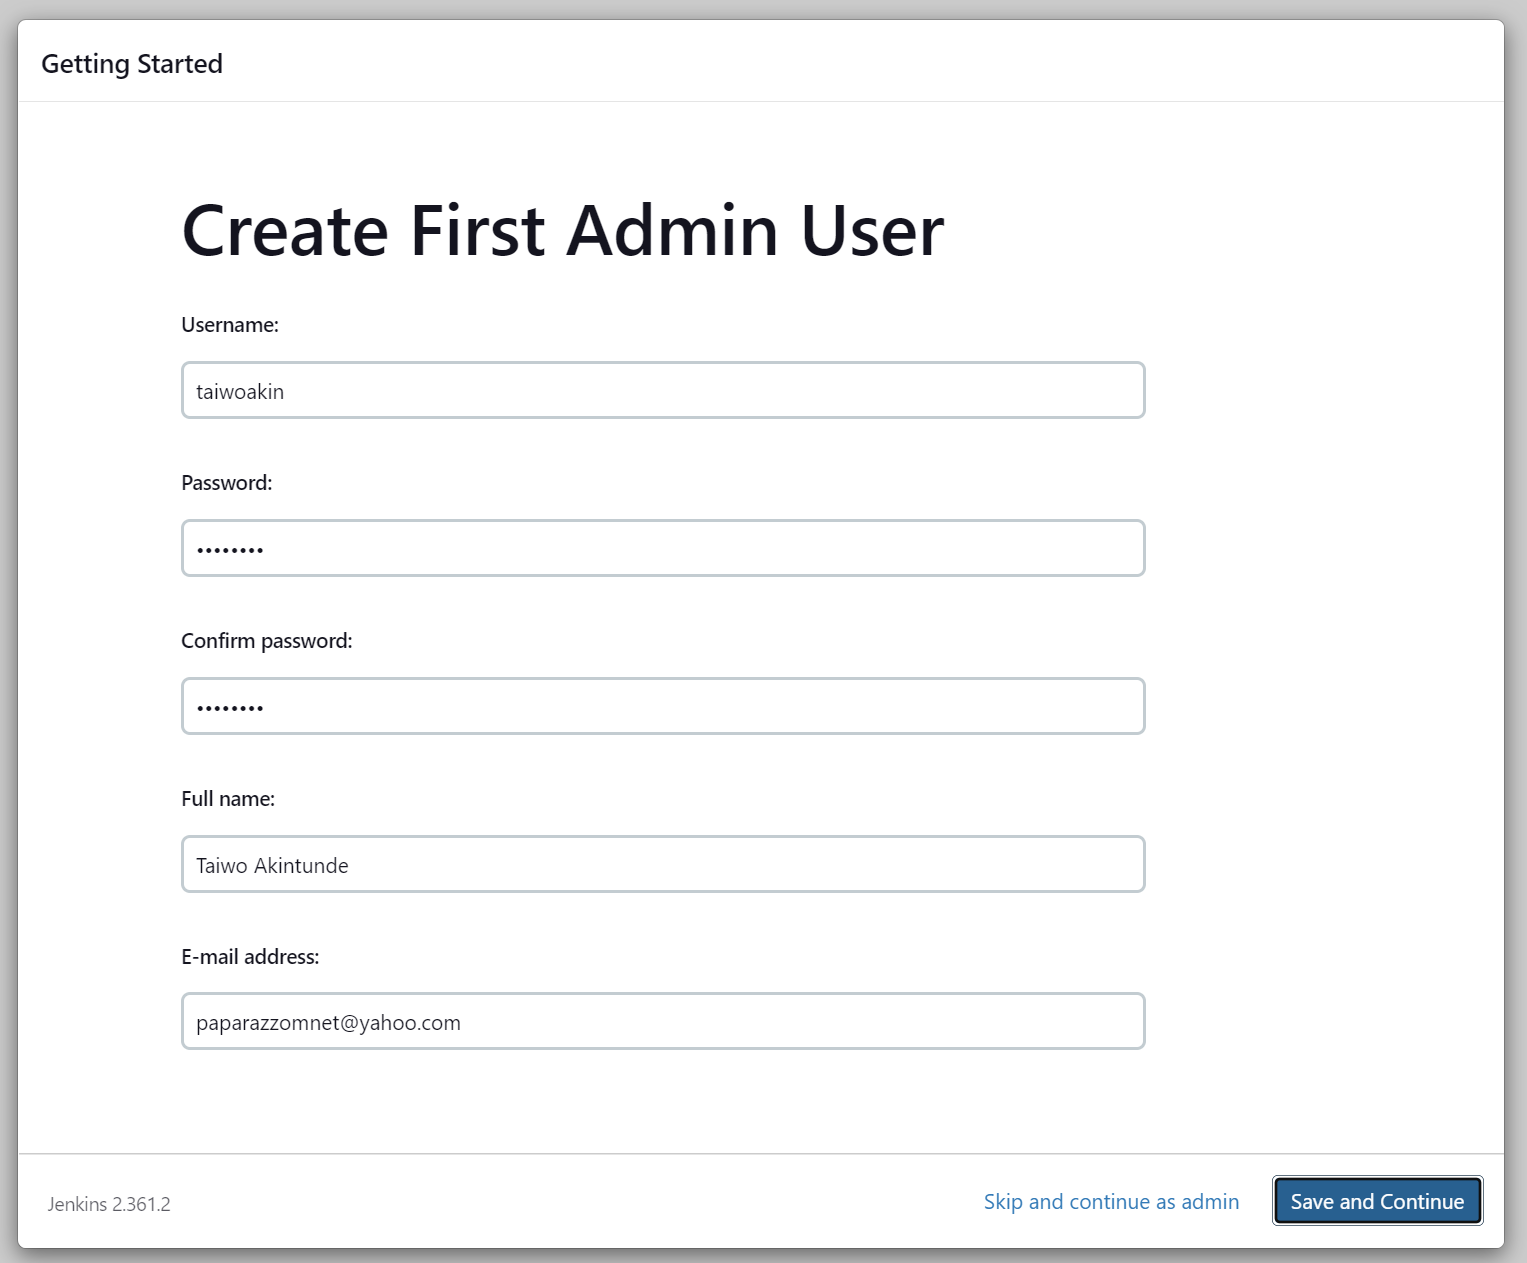 Getting Started
Create First Admin User
Username:
taiwoakin
Password:
••••••••
Confirm password:
••••••••
Full name:
Taiwo Akintunde
E-mail address:
paparazzomnet@yahoo.com
Jenkins 2.361.2
Skip and continue as admin
Save and Continue